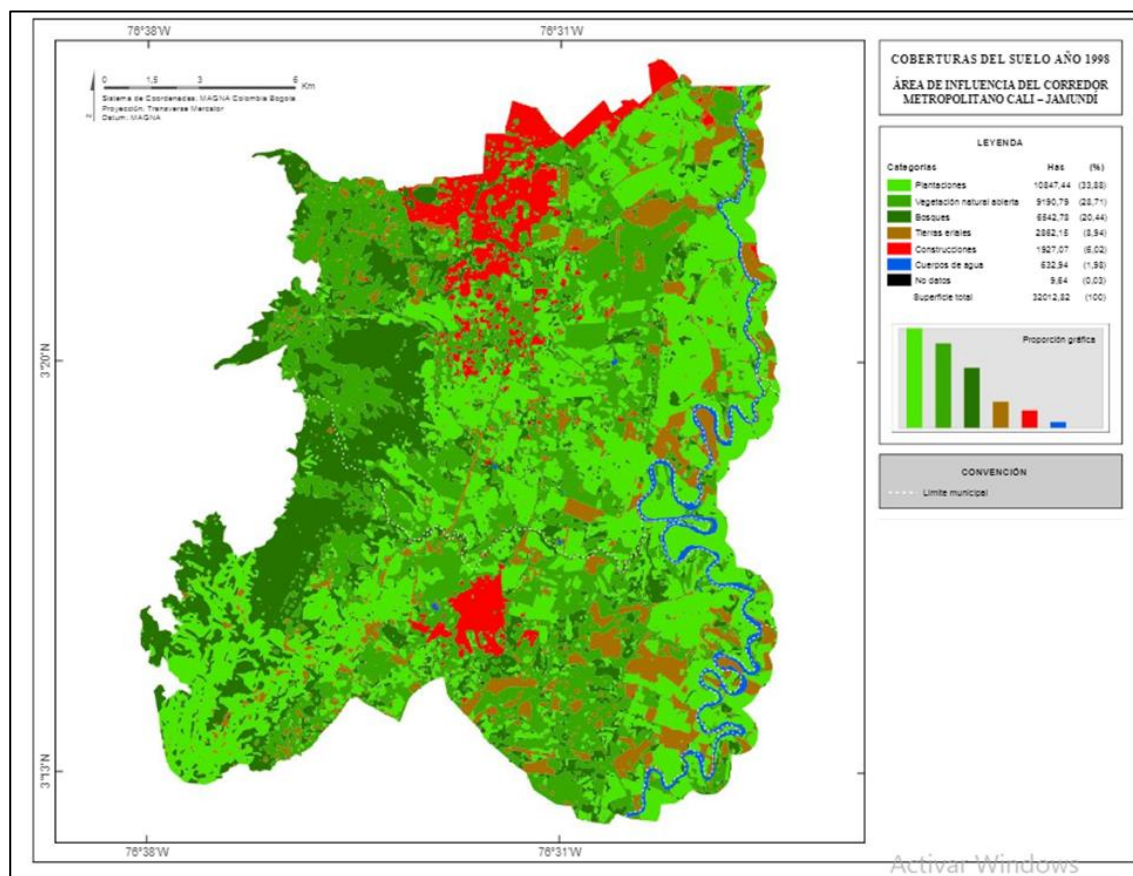 76°38'W 76°31'W
0 1,5 3 6 Km
Sistema de Coordenadas: MAGNA Colombia Bogota
Proyección: Transverse Mercator
Datum: MAGNA
Z
3°20'N
3°13'N
76°38'W 76°31'W
COBERTURAS DEL SUELO AÑO 1998
ÁREA DE INFLUENCIA DEL CORREDOR
METROPOLITANO CALI – JAMUNDÍ
LEYENDA
Categorías Has (%)
Plantaciones 10847,44 (33,88)
Vegetación natural abierta 9190,79 (28,71)
Bosques 6542,78 (20,44)
Tierras eriales 2862,15 (8,94)
Construcciones 1927,07 (6,02)
Cuerpos de agua 632,94 (1,98)
No datos 9,64 (0,03)
Superficie total 32012,82 (100)
Proporción gráfica
CONVENCIÓN
Límite municipal
Activar Windows